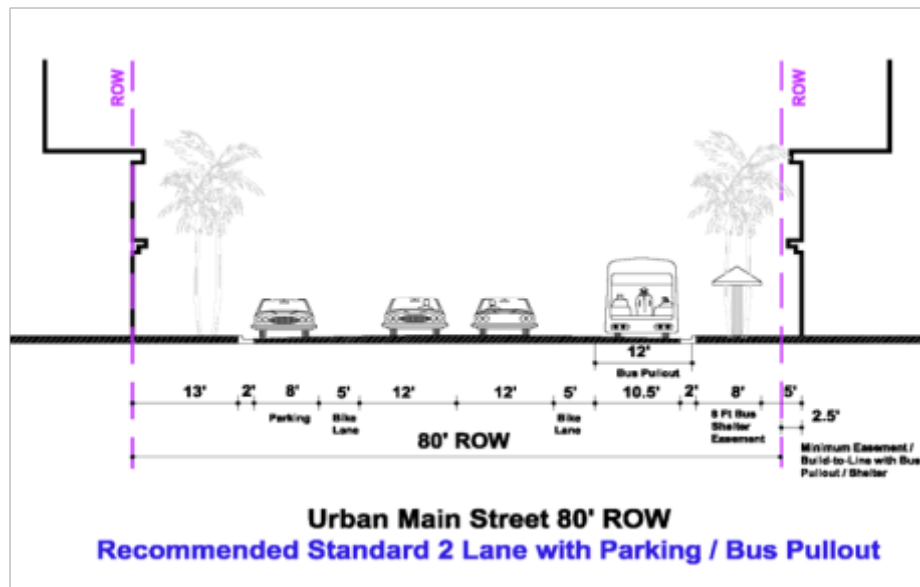 ROW
ROW
12'
Bus Pullout
13' 2' 8' 5' 12' 12' 5' 10.5' 2' 8' 5'
Parking
Bike
Lane
Bike
Lane
8 Ft Bus
Shelter
Easement
2.5'
Minimum Easement /
Build-to-Line with Bus
Pullout / Shelter
80' ROW
Urban Main Street 80' ROW
Recommended Standard 2 Lane with Parking / Bus Pullout